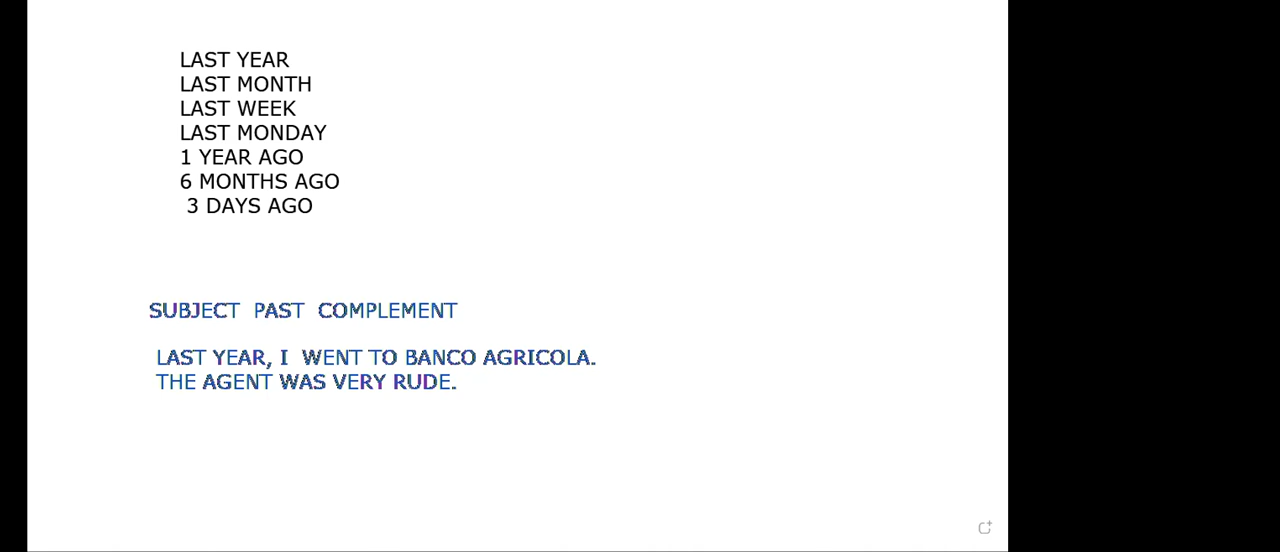 LAST YEAR
LAST MONTH
LAST WEEK
LAST MONDAY
1 YEAR AGO
6 MONTHS AGO
3 DAYS AGO
SUBJECT PAST COMPLEMENT
LAST YEAR, I WENT TO BANCO AGRICOLA.
THE AGENT WAS VERY RUDE.